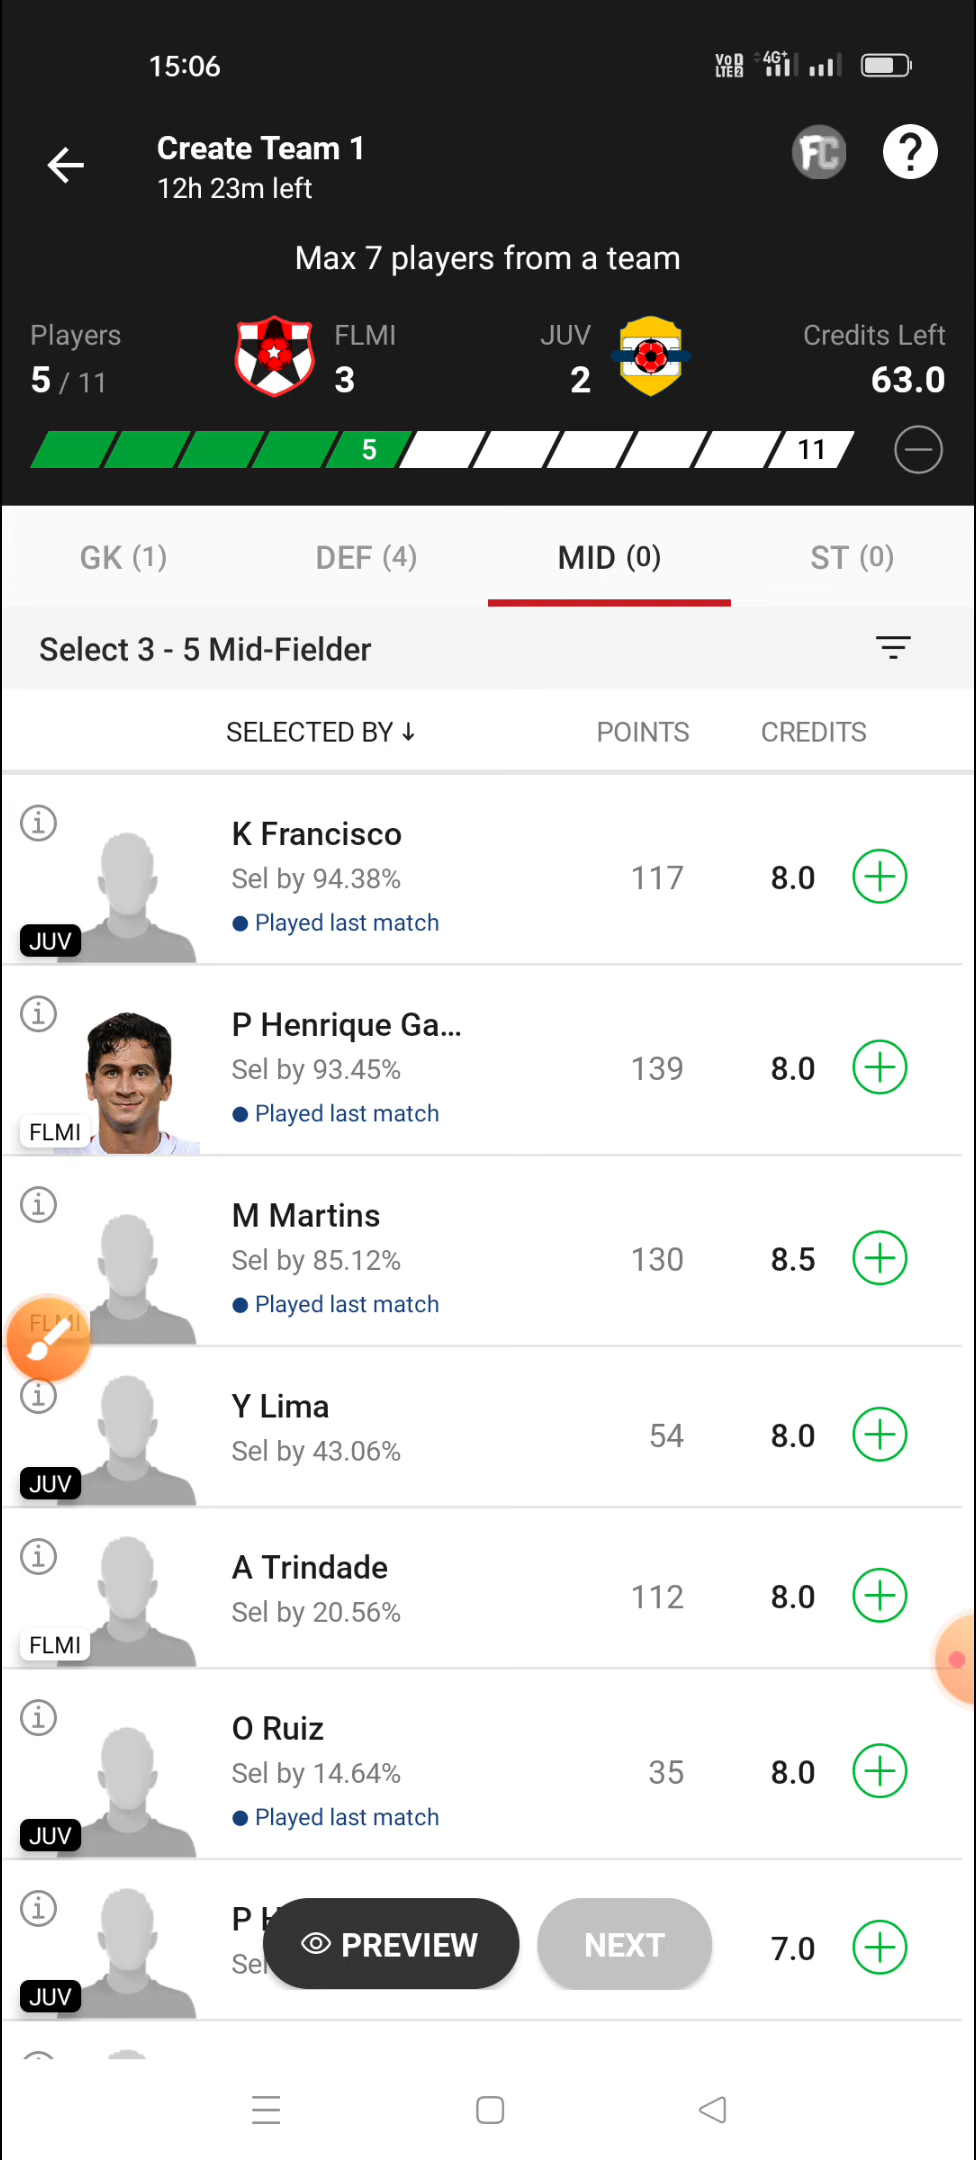 15:06
VoD LTE2 4G+
Create Team 1
12h 23m left
FC ?
Max 7 players from a team
Players FLMI JUV Credits Left
5 / 11 3 2 63.0
5 11
GK (1) DEF (4) MID (0) ST (0)
Select 3 - 5 Mid-Fielder
SELECTED BY ↓ POINTS CREDITS
K Francisco
Sel by 94.38% 117 8.0
Played last match
JUV
P Henrique Ga...
Sel by 93.45% 139 8.0
Played last match
FLMI
M Martins
Sel by 85.12% 130 8.5
Played last match
FLMI
Y Lima
Sel by 43.06% 54 8.0
JUV
A Trindade
Sel by 20.56% 112 8.0
FLMI
O Ruiz
Sel by 14.64% 35 8.0
Played last match
JUV
P
PREVIEW NEXT 7.0
JUV